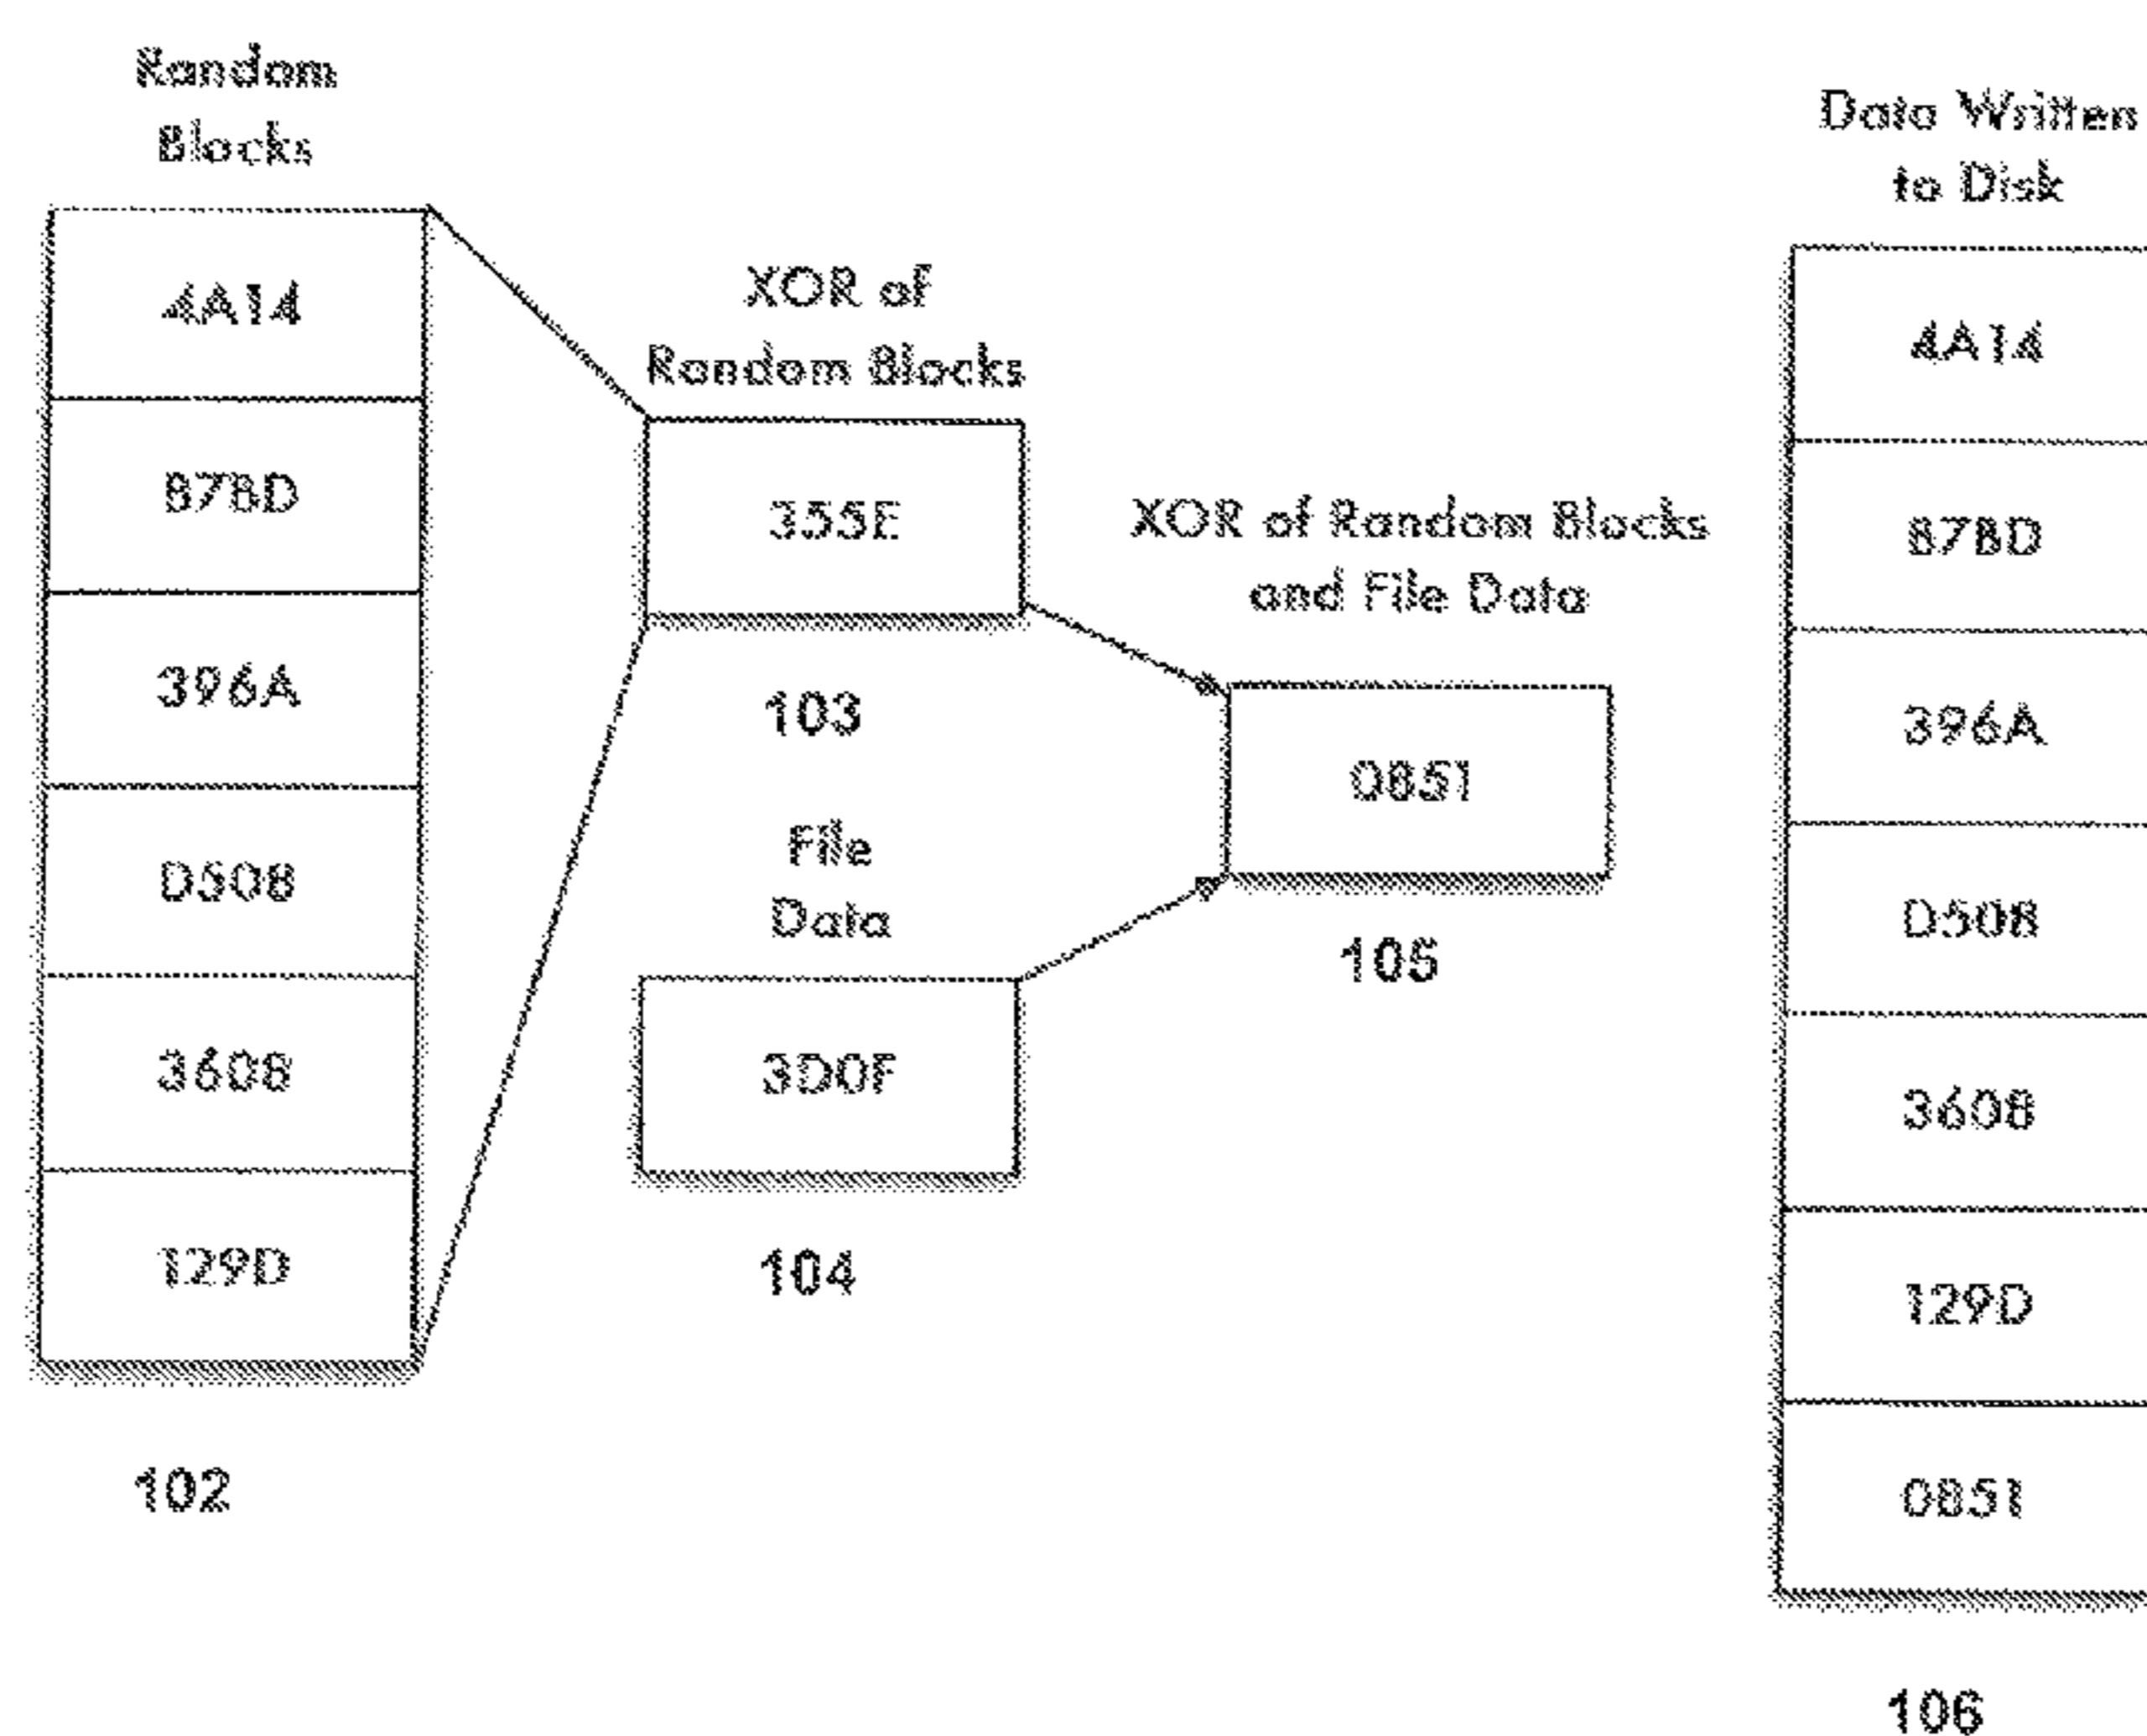 Random
Blocks
Data Written
to Disk
4A14
XOR of
Random Blocks
4A14
B7BD
355E
XOR of Random Blocks
and File Data
B7BD
396A
103
0851
396A
D508
File
Data
105
D508
3608
3D0F
3608
129D
104
129D
102
0851
106